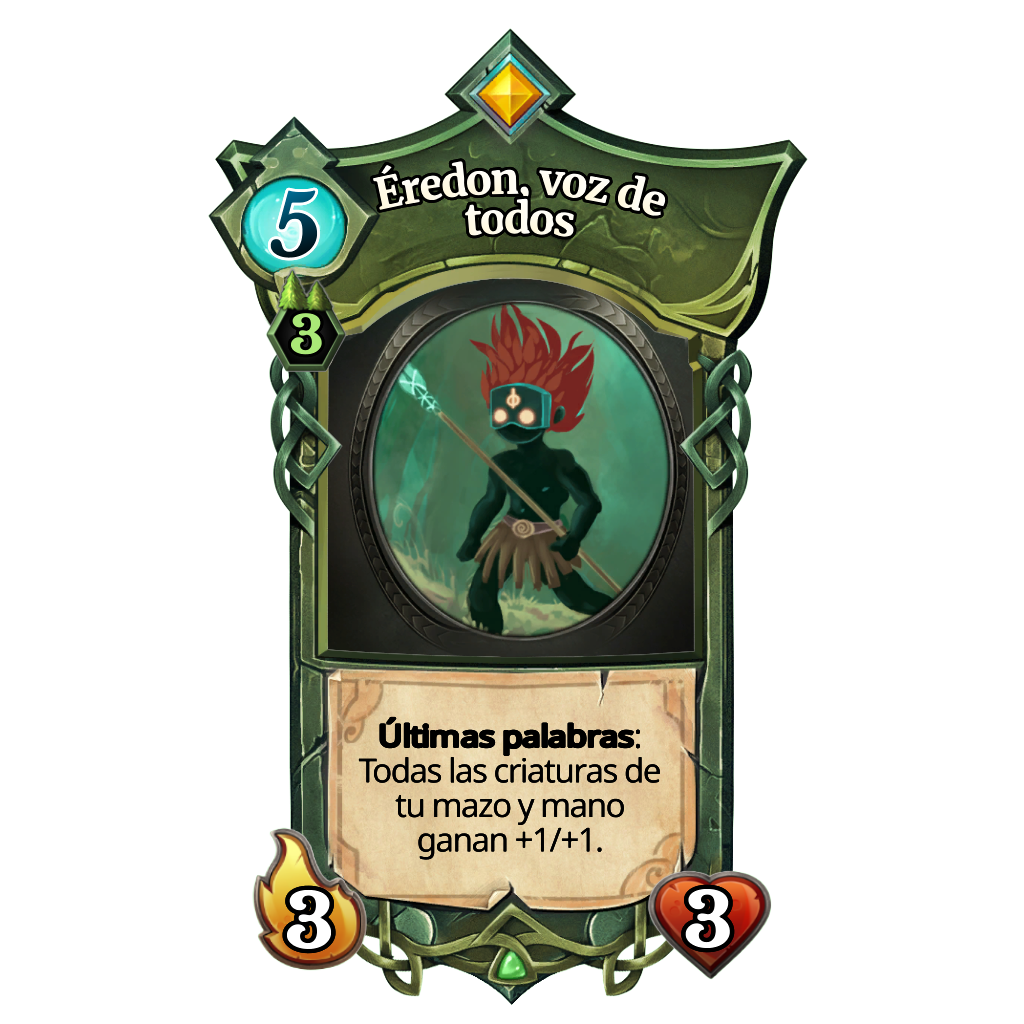 Éredon, voz de
todos
5
3
Últimas palabras:
Todas las criaturas de
tu mazo y mano
ganan +1/+1.
3
3